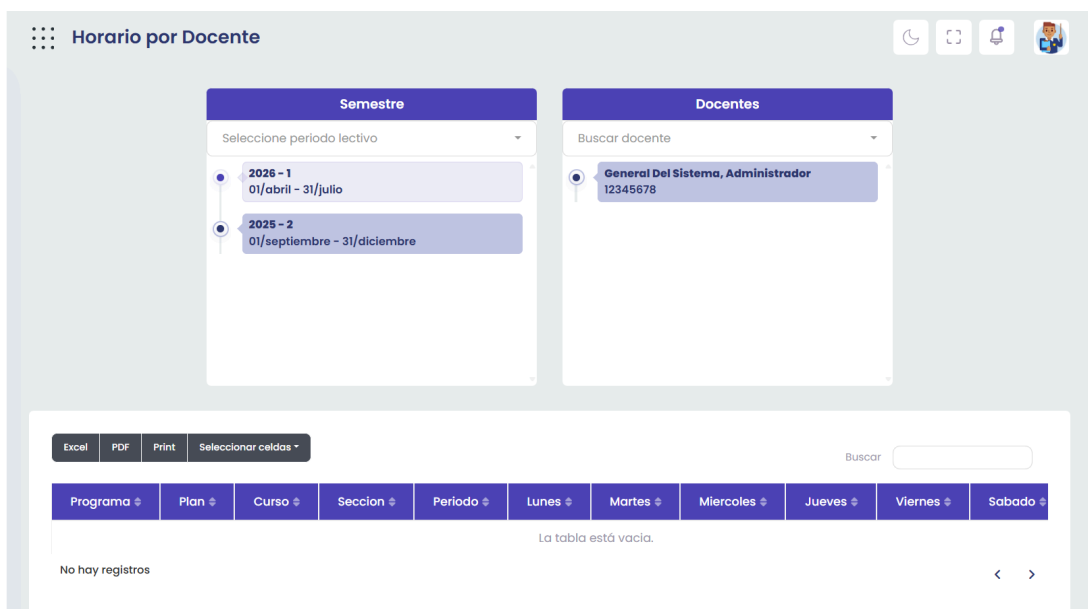 Horario por Docente
Semestre
Seleccione periodo lectivo
2026 - 1
01/abril - 31/julio
2025 - 2
01/septiembre - 31/diciembre
Docentes
Buscar docente
General Del Sistema, Administrador
12345678
Excel PDF Print Seleccionar celdas
Buscar
Programa Plan Curso Seccion Periodo Lunes Martes Miercoles Jueves Viernes Sabado
La tabla está vacia.
No hay registros